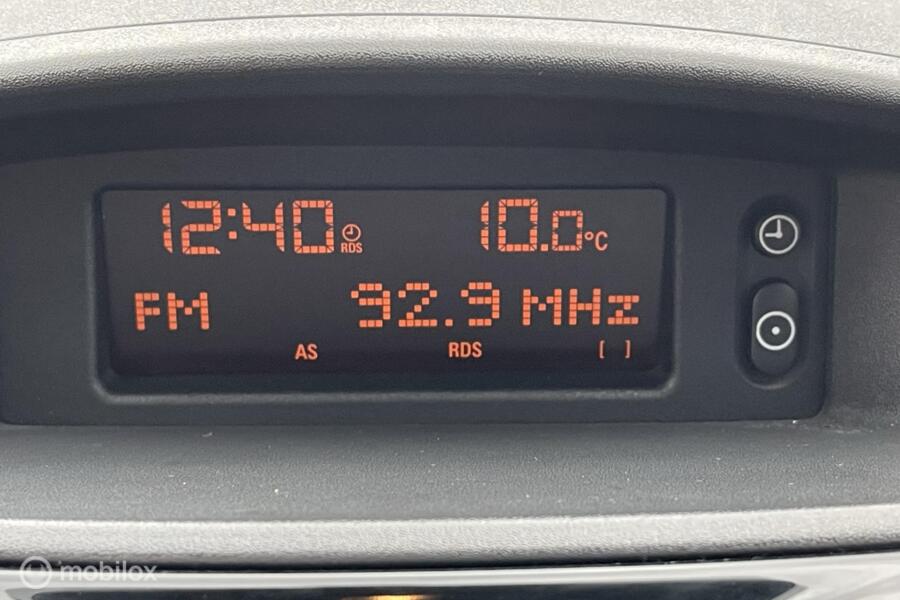 12:40 RDS 10.0°C
FM 92.9 MHz
AS RDS [ ]
mobilox